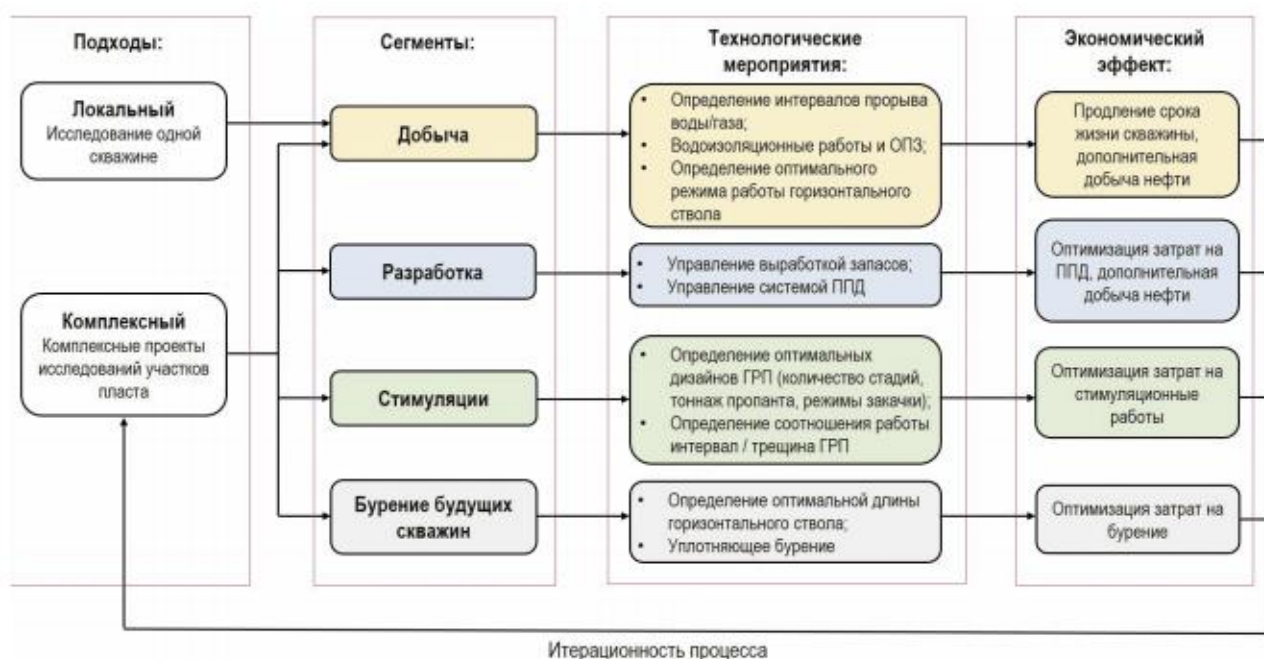 Подходы:
Локальный
Исследование одной
скважине
Комплексный
Комплексные проекты
исследований участков
пласта
Сегменты:
Добыча
Разработка
Стимуляции
Бурение будущих
скважин
Технологические
мероприятия:
• Определение интервалов прорыва
воды/газа;
• Водоизоляционные работы и ОПЗ;
• Определение оптимального
режима работы горизонтального
ствола
• Управление выработкой запасов;
• Управление системой ППД
• Определение оптимальных
дизайнов ГРП (количество стадий,
тоннаж пропанта, режимы закачки);
• Определение соотношения работы
интервал / трещина ГРП
• Определение оптимальной длины
горизонтального ствола;
• Уплотняющее бурение
Экономический
эффект:
Продление срока
жизни скважины,
дополнительная
добыча нефти
Оптимизация затрат на
ППД, дополнительная
добыча нефти
Оптимизация затрат на
стимуляционные
работы
Оптимизация затрат на
бурение
Итерационность процесса